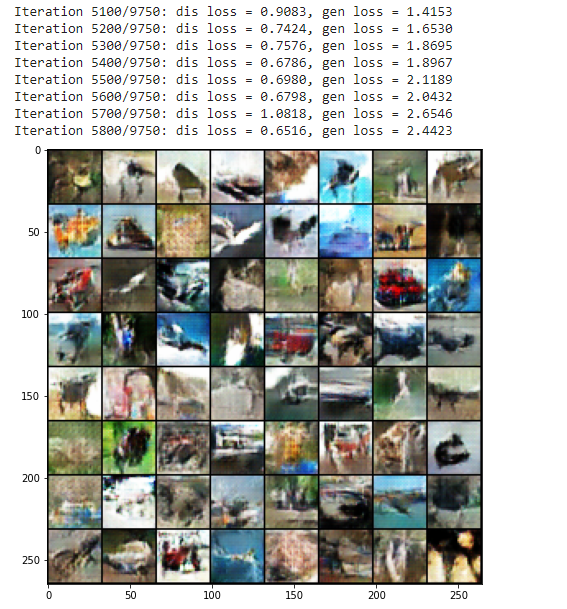 Iteration 5100/9750: dis loss = 0.9083, gen loss = 1.4153
Iteration 5200/9750: dis loss = 0.7424, gen loss = 1.6530
Iteration 5300/9750: dis loss = 0.7576, gen loss = 1.8695
Iteration 5400/9750: dis loss = 0.6786, gen loss = 1.8967
Iteration 5500/9750: dis loss = 0.6980, gen loss = 2.1189
Iteration 5600/9750: dis loss = 0.6798, gen loss = 2.0432
Iteration 5700/9750: dis loss = 1.0818, gen loss = 2.6546
Iteration 5800/9750: dis loss = 0.6516, gen loss = 2.4423
0
50
100
150
200
250
0 50 100 150 200 250